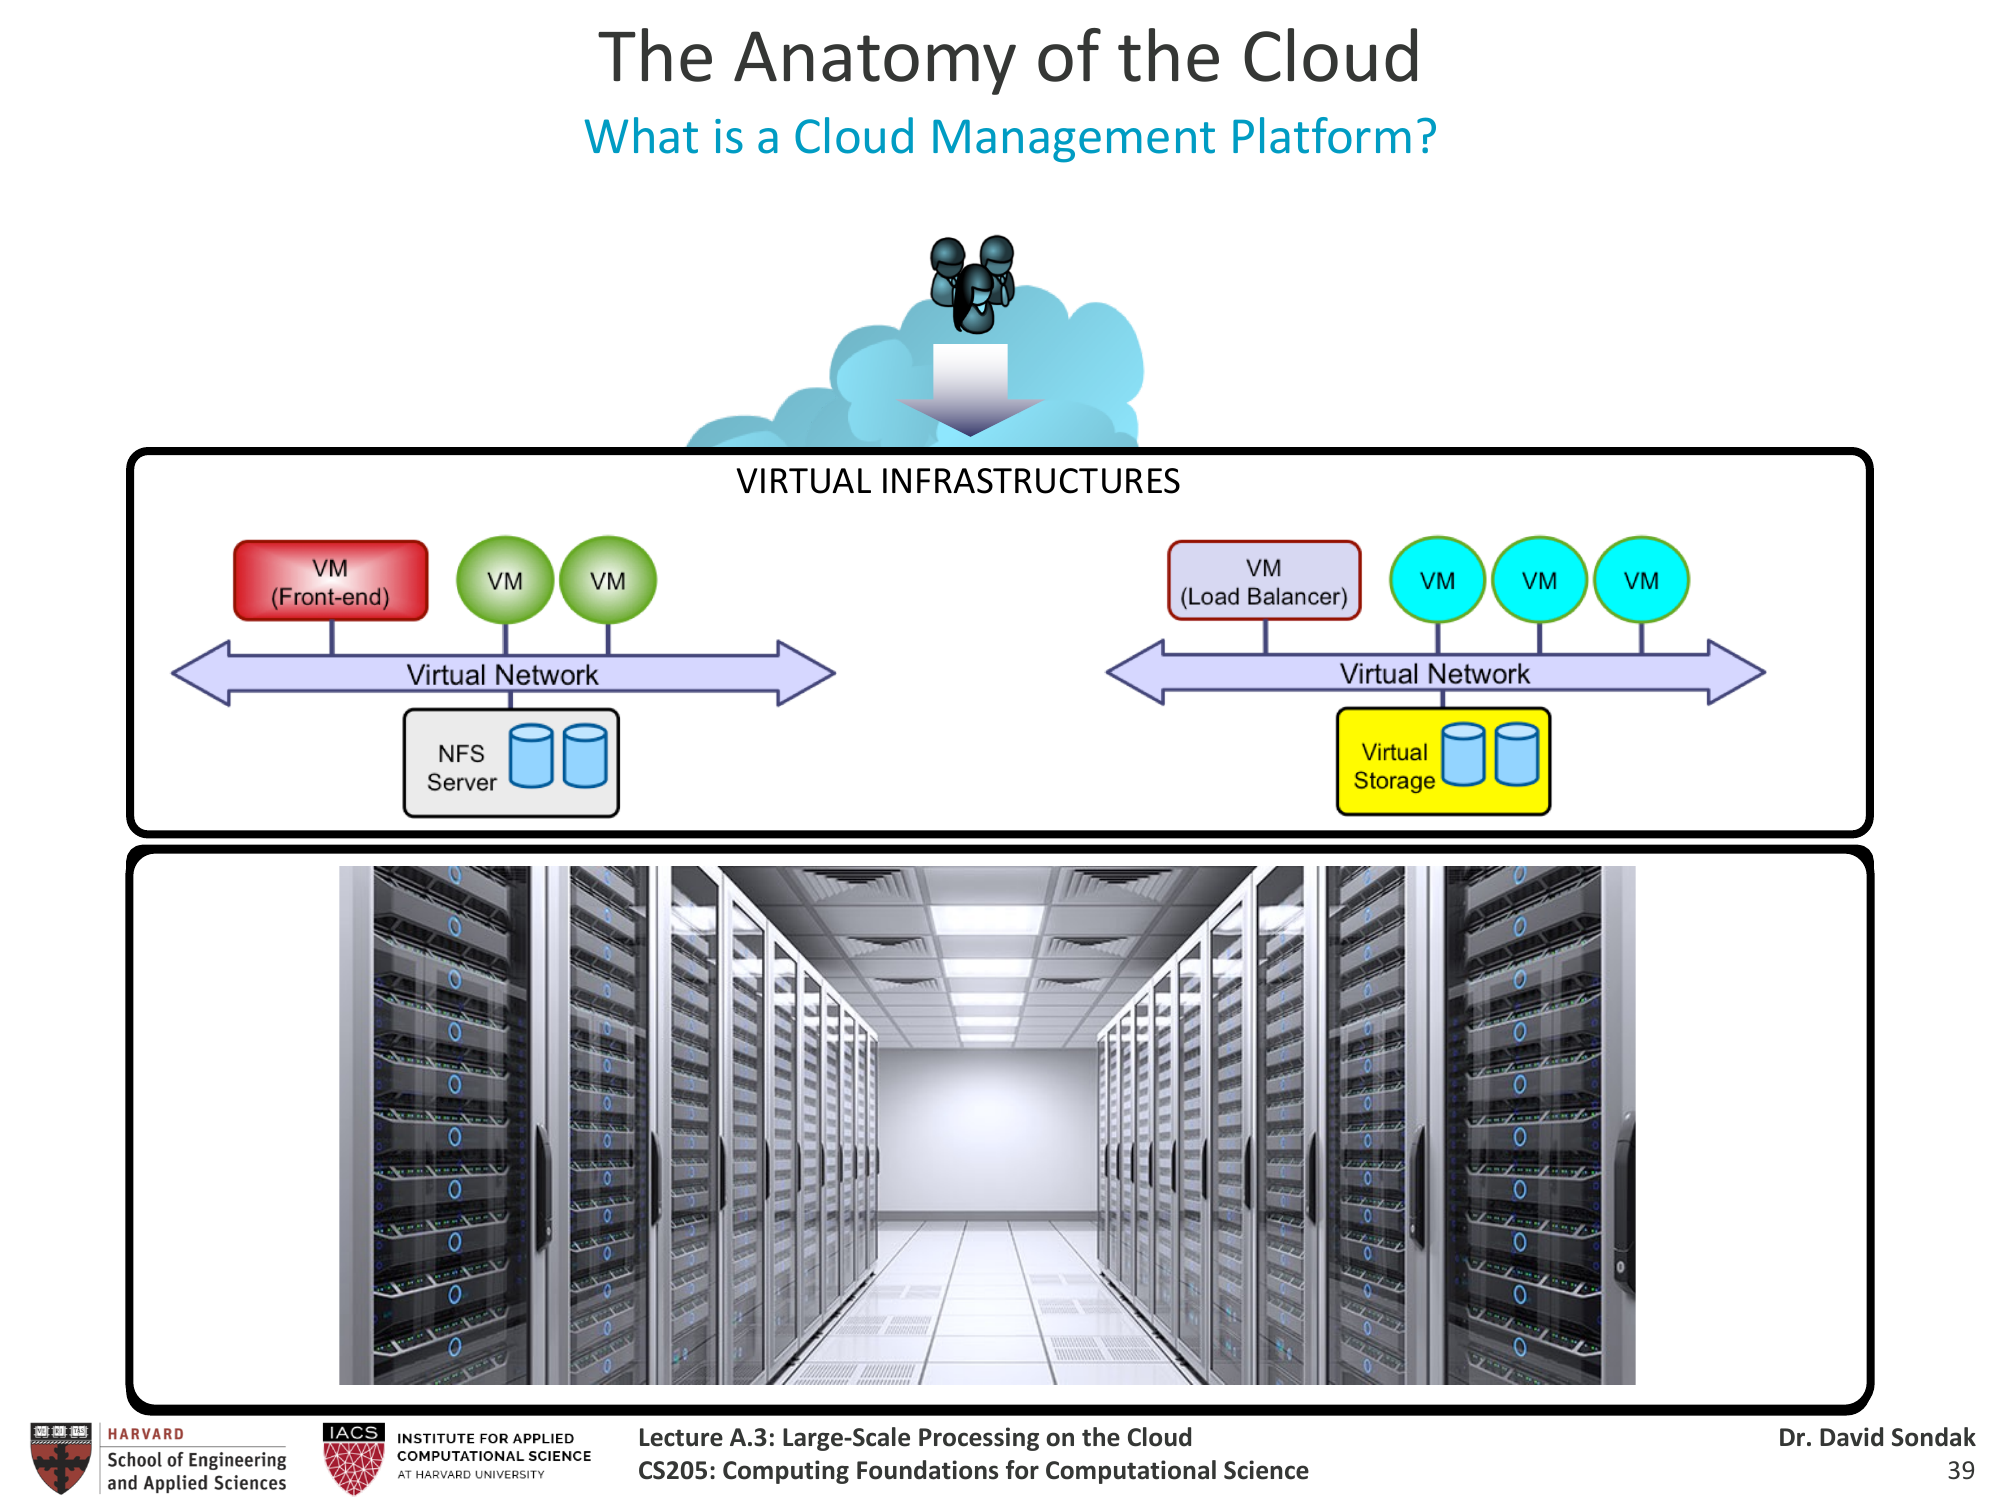 The Anatomy of the Cloud
What is a Cloud Management Platform?
VIRTUAL INFRASTRUCTURES
VM
(Front-end)
VM
VM
Virtual Network
NFS
Server
VM
(Load Balancer)
VM
VM
VM
Virtual Network
Virtual
Storage
HARVARD
School of Engineering
and Applied Sciences
IACS
INSTITUTE FOR APPLIED
COMPUTATIONAL SCIENCE
AT HARVARD UNIVERSITY
Lecture A.3: Large-Scale Processing on the Cloud
CS205: Computing Foundations for Computational Science
Dr. David Sondak
39